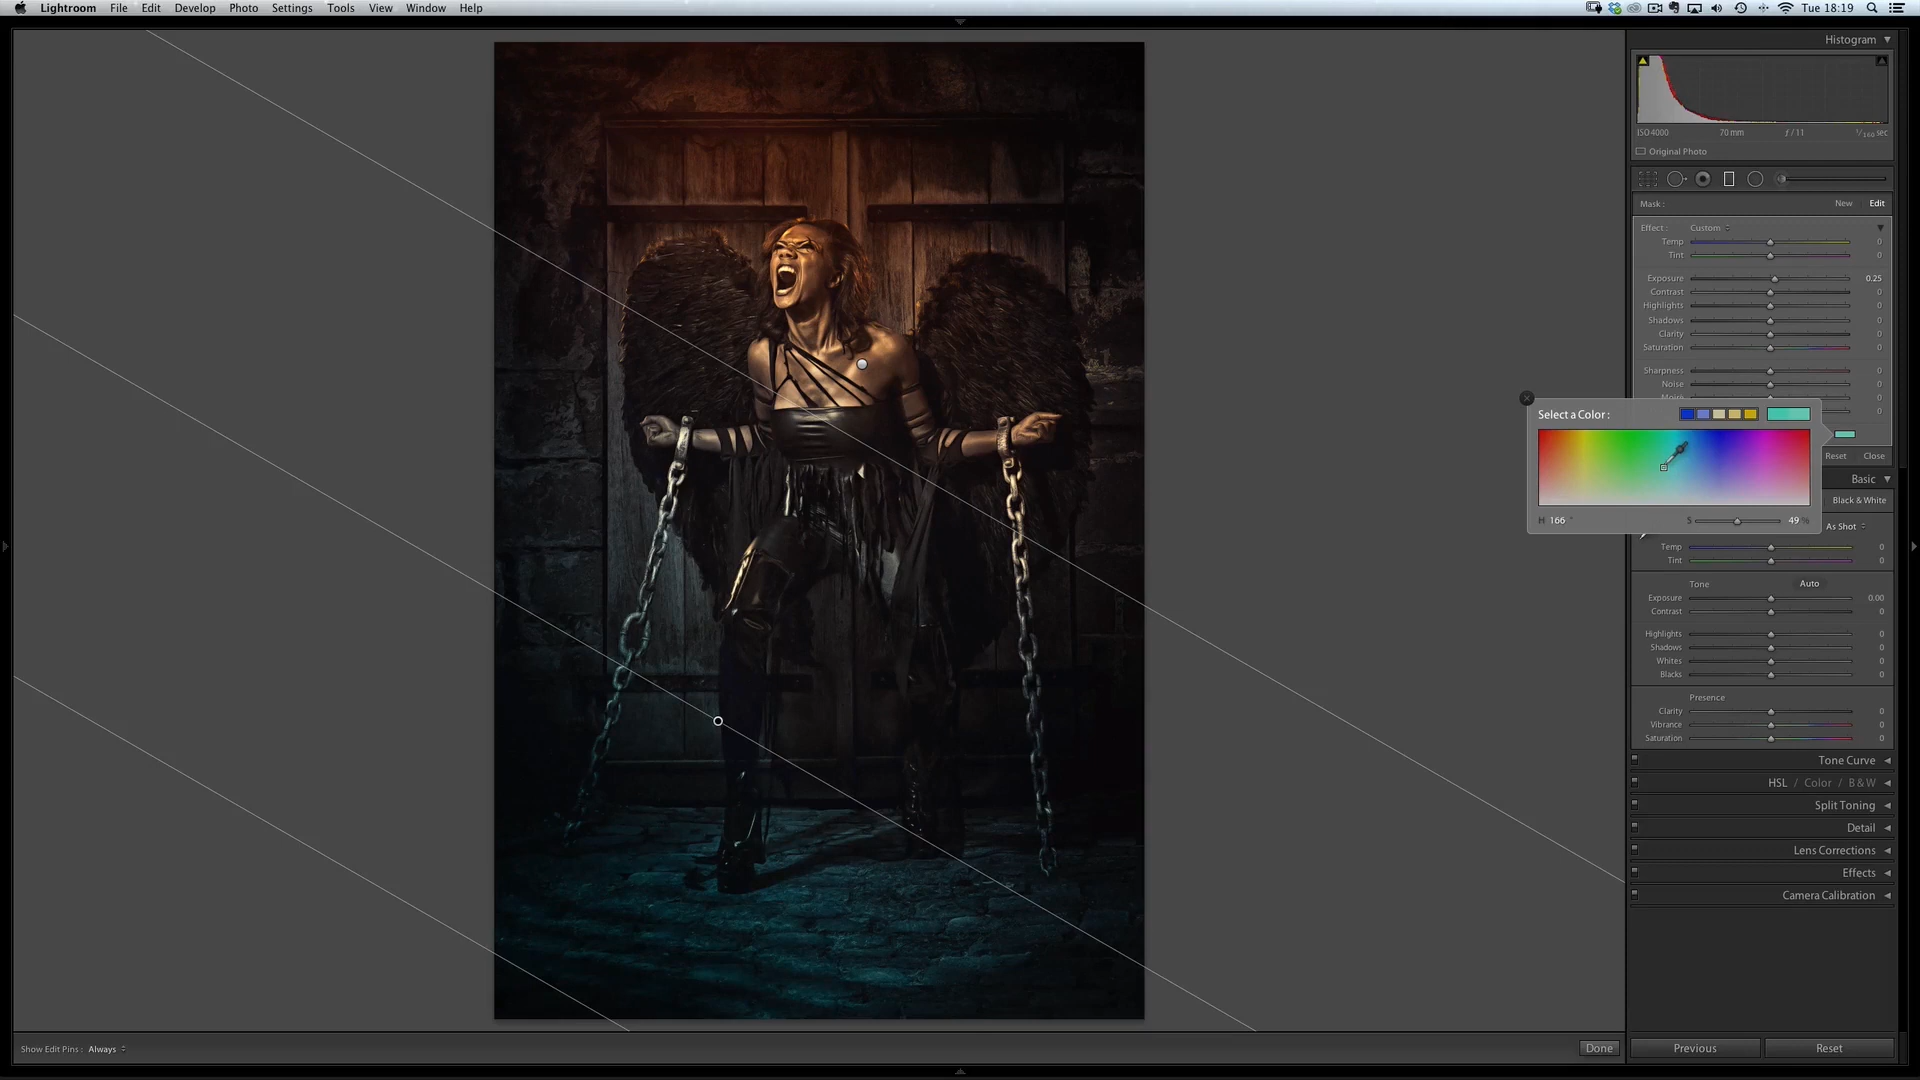 Lightroom File Edit Develop Photo Settings Tools View Window Help Tue 18:19
Histogram
ISO 4000 70 mm f / 11 1/160 sec
Original Photo
Mask : New Edit
Effect : Custom
Temp 0
Tint 0
Exposure 0.25
Contrast 0
Highlights 0
Shadows 0
Clarity 0
Saturation 0
Sharpness 0
Noise 0
0
Select a Color :
Reset Close
Basic
Black & White
H 166 ° S 49 %
As Shot
Temp 0
Tint 0
Tone Auto
Exposure 0.00
Contrast 0
Highlights 0
Shadows 0
Whites 0
Blacks 0
Presence
Clarity 0
Vibrance 0
Saturation 0
Tone Curve
HSL / Color / B & W
Split Toning
Detail
Lens Corrections
Effects
Camera Calibration
Show Edit Pins : Always Done Previous Reset